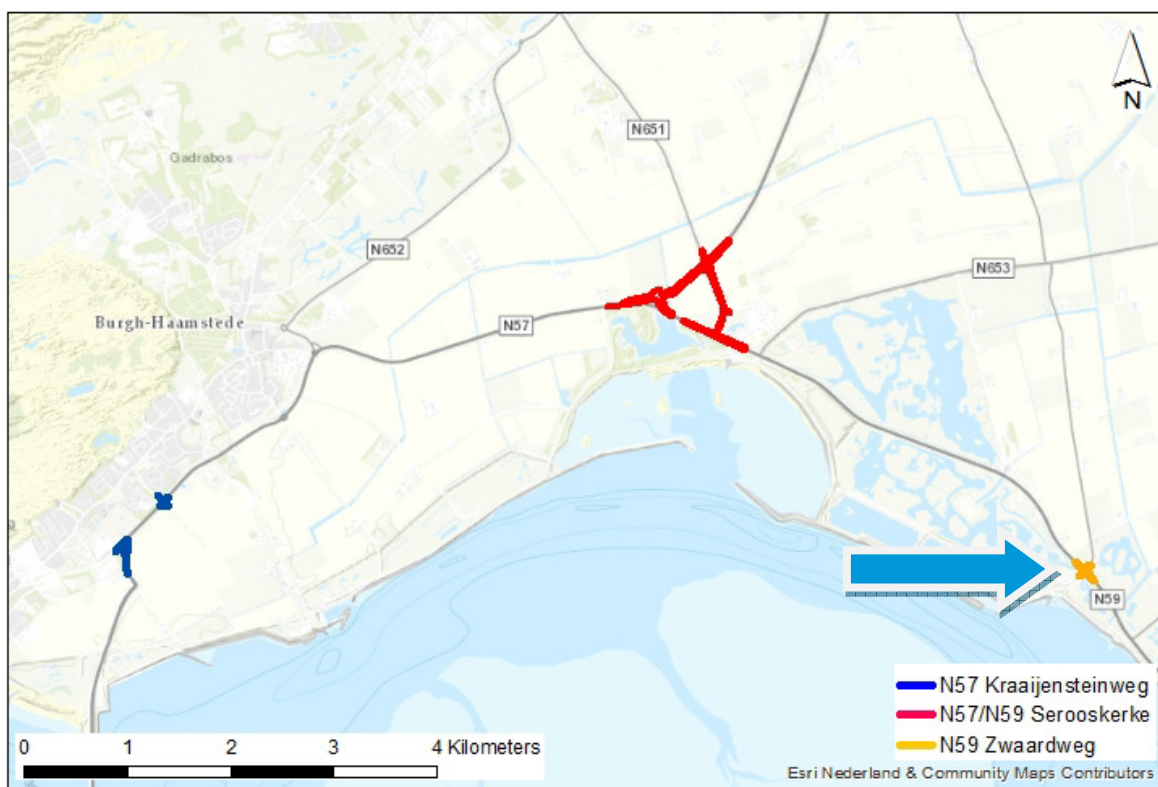 N
N651
Gadrabos
N652
N653
Burgh-Haamstede
N57
N59
N57 Kraaijensteinweg
N57/N59 Serooskerke
N59 Zwaardweg
0 1 2 3 4 Kilometers
Esri Nederland & Community Maps Contributors